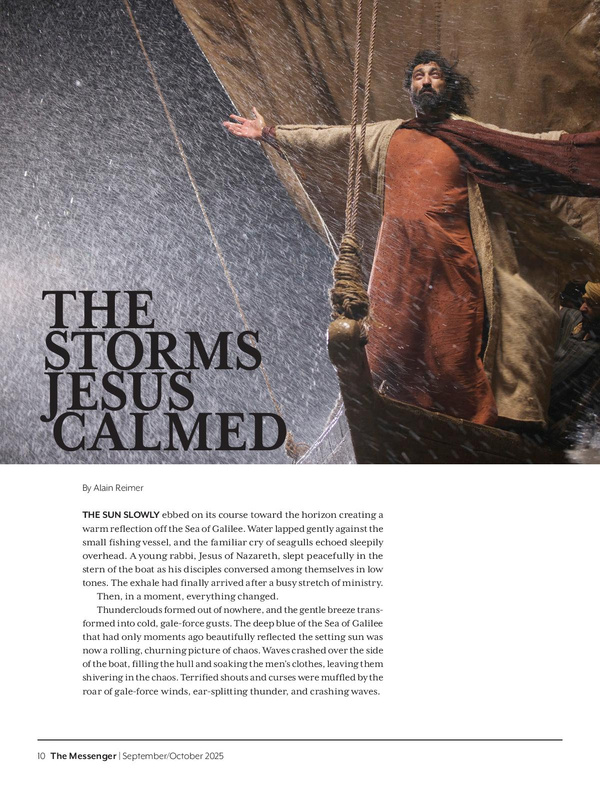 THE
STORMS
JESUS
CALMED
By Alain Reimer
THE SUN SLOWLY ebbed on its course toward the horizon creating a
warm reflection off the Sea of Galilee. Water lapped gently against the
small fishing vessel, and the familiar cry of seagulls echoed sleepily
overhead. A young rabbi, Jesus of Nazareth, slept peacefully in the
stern of the boat as his disciples conversed among themselves in low
tones. The exhale had finally arrived after a busy stretch of ministry.
Then, in a moment, everything changed.
Thunderclouds formed out of nowhere, and the gentle breeze trans-
formed into cold, gale-force gusts. The deep blue of the Sea of Galilee
that had only moments ago beautifully reflected the setting sun was
now a rolling, churning picture of chaos. Waves crashed over the side
of the boat, filling the hull and soaking the men's clothes, leaving them
shivering in the chaos. Terrified shouts and curses were muffled by the
roar of gale-force winds, ear-splitting thunder, and crashing waves.
10 The Messenger | September/October 2025